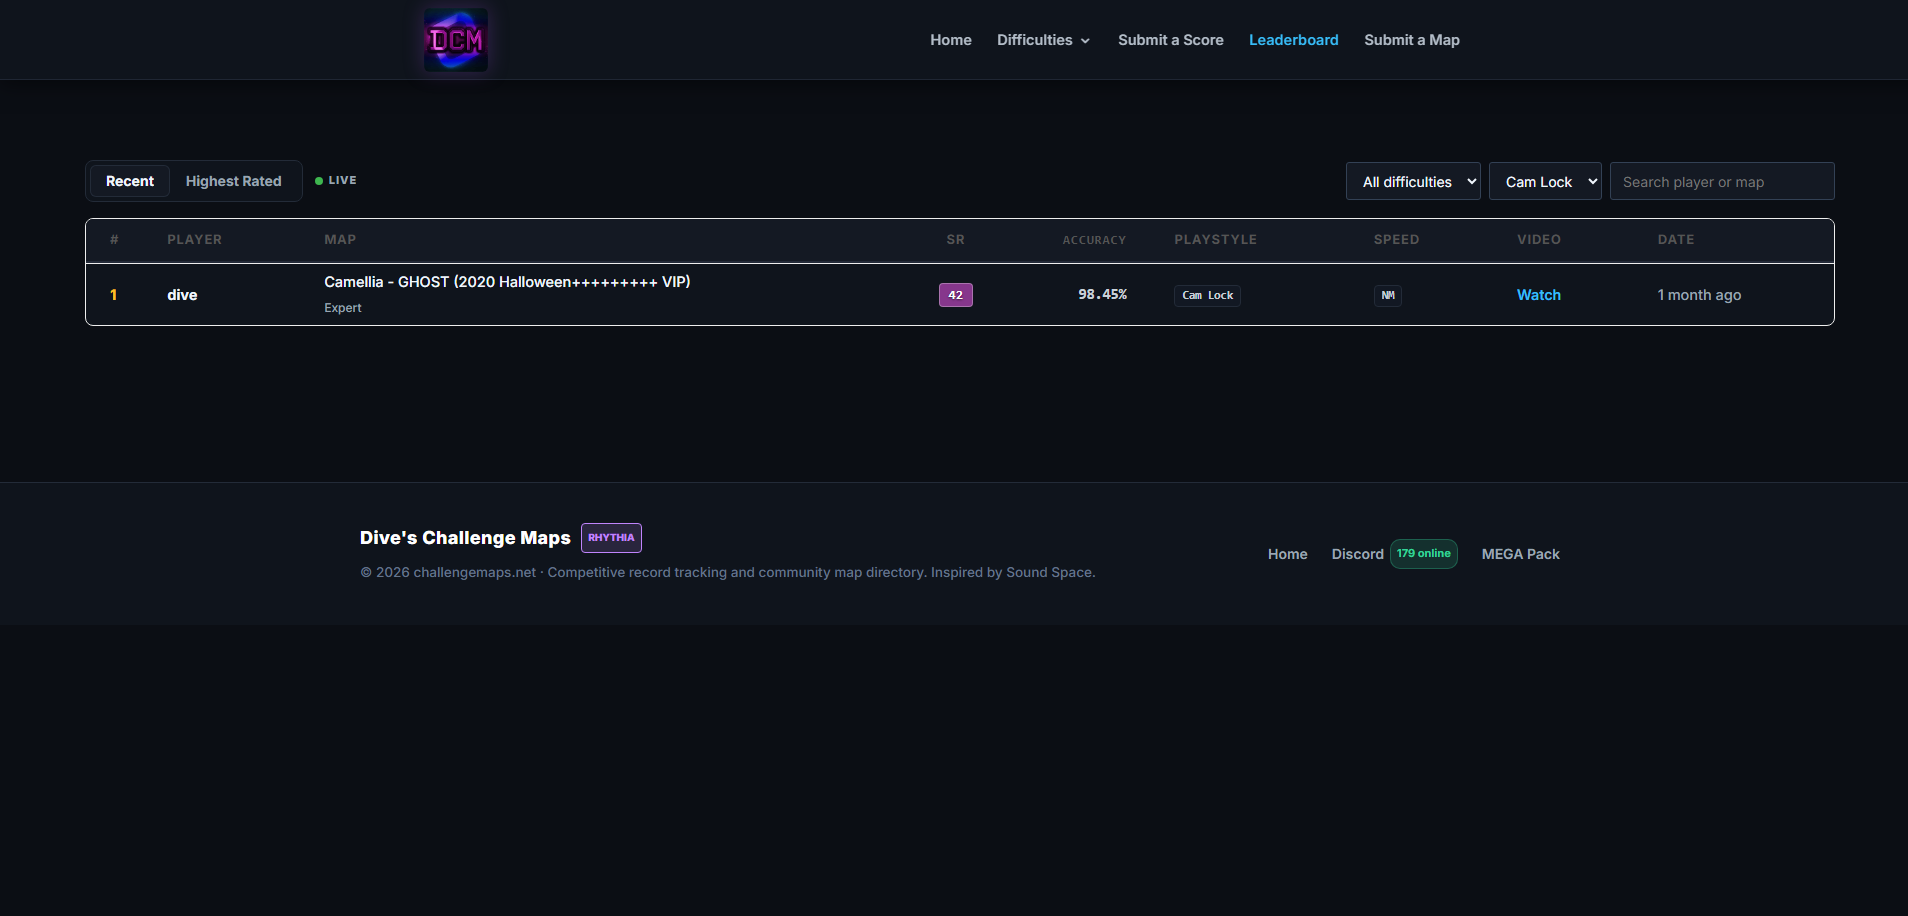 DCM
Home Difficulties Submit a Score Leaderboard Submit a Map
Recent Highest Rated LIVE All difficulties Cam Lock Search player or map
# PLAYER MAP SR ACCURACY PLAYSTYLE SPEED VIDEO DATE
1 dive Camellia - GHOST (2020 Halloween+++++++++ VIP) 42 98.45% Cam Lock NM Watch 1 month ago
Expert
Dive's Challenge Maps RHYTHIA
© 2026 challengemaps.net · Competitive record tracking and community map directory. Inspired by Sound Space.
Home Discord 179 online MEGA Pack